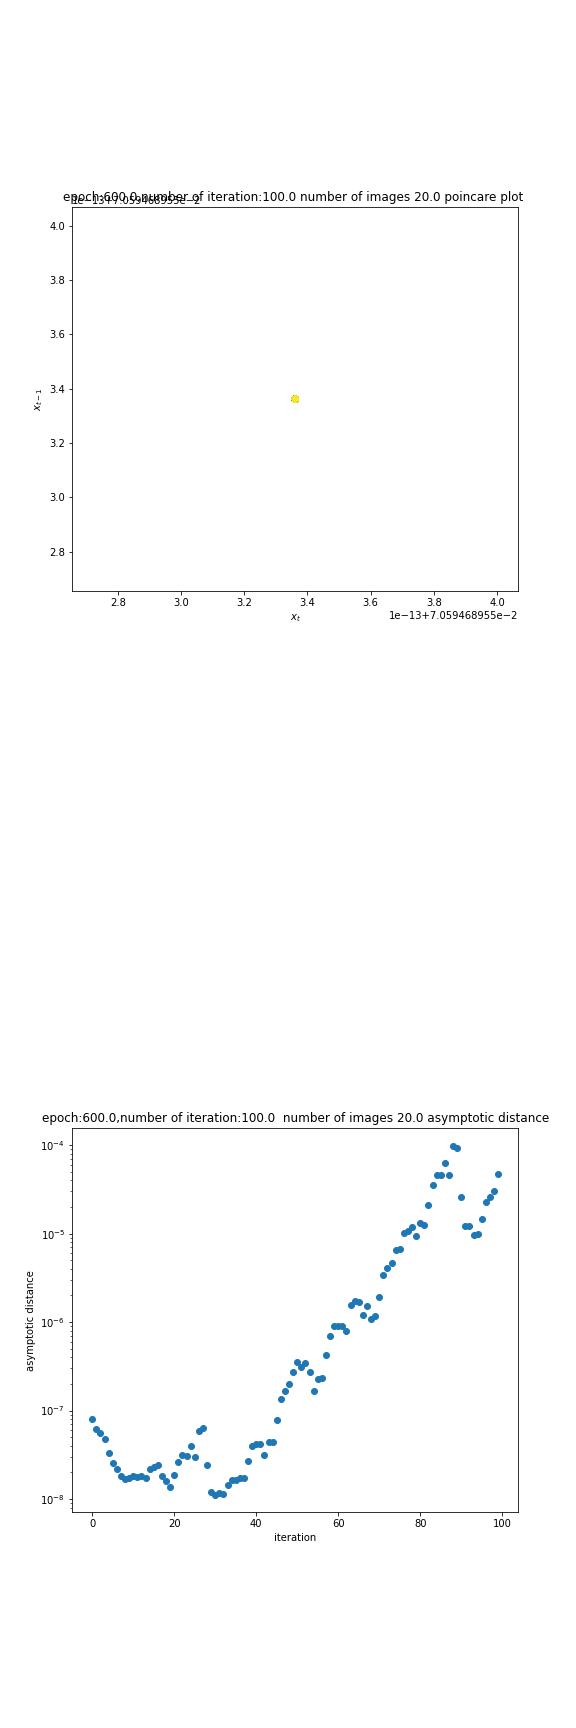 epoch:600.0,number of iteration:100.0 number of images 20.0 poincare plot
1e−13+7.059468955e−2
4.0
3.8
3.6
3.4
3.2
3.0
2.8
x_{t−1}
2.8 3.0 3.2 3.4 3.6 3.8 4.0
x_t
1e−13+7.059468955e−2
epoch:600.0,number of iteration:100.0  number of images 20.0 asymptotic distance
10^{−4}
10^{−5}
10^{−6}
10^{−7}
10^{−8}
asymptotic distance
0 20 40 60 80 100
iteration